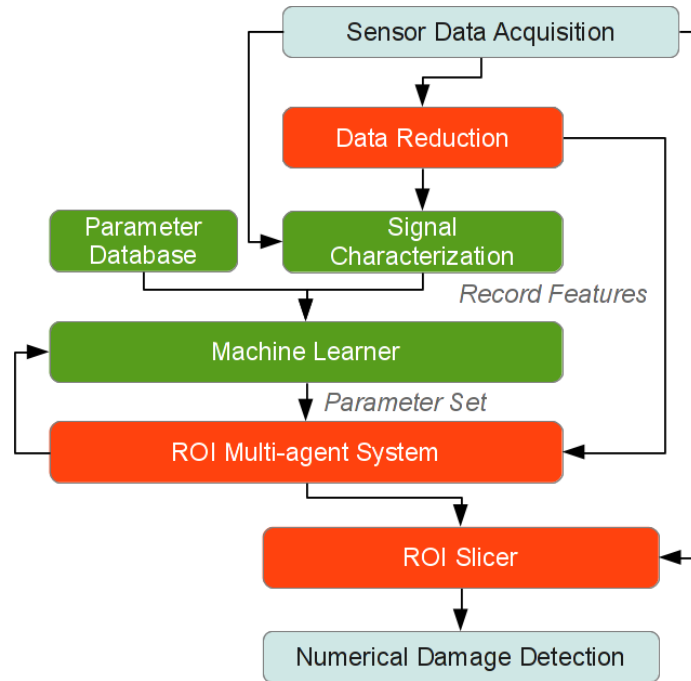 Sensor Data Acquisition
Data Reduction
Parameter
Database
Signal
Characterization
Record Features
Machine Learner
Parameter Set
ROI Multi-agent System
ROI Slicer
Numerical Damage Detection